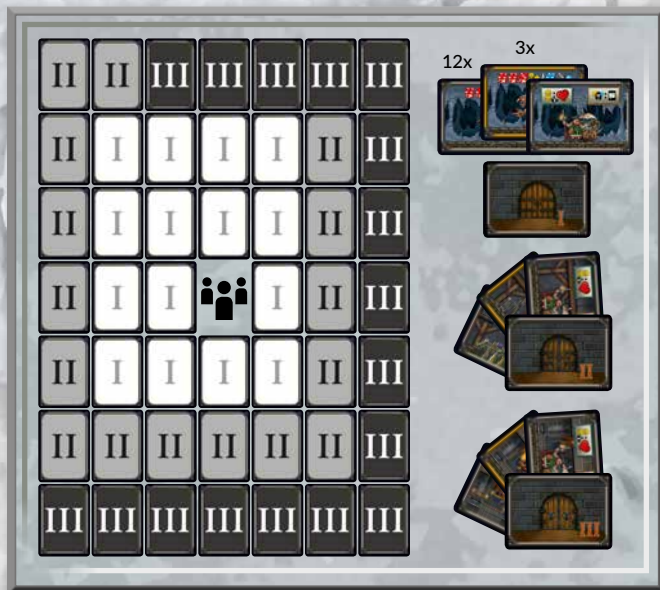 II II III III III III III
II I I I I II III
II I I I I II III
II I I I II III
II I I I I II III
II II II II II II III
III III III III III III III
12x 3x
I
II
III